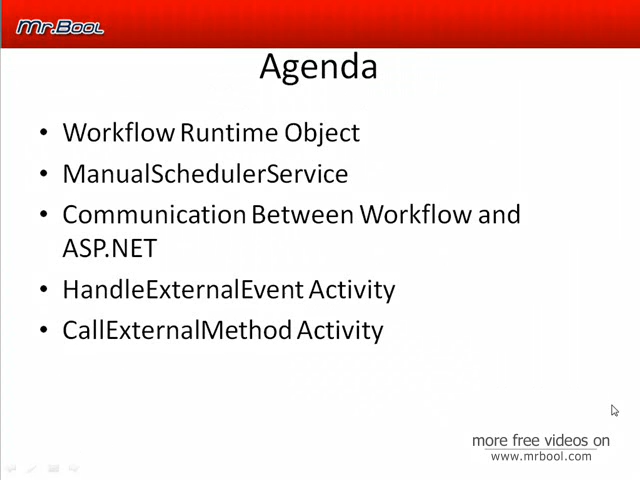 Mr.Bool
Agenda
• Workflow Runtime Object
• ManualSchedulerService
• Communication Between Workflow and
ASP.NET
• HandleExternalEvent Activity
• CallExternalMethod Activity
more free videos on
www.mrbool.com